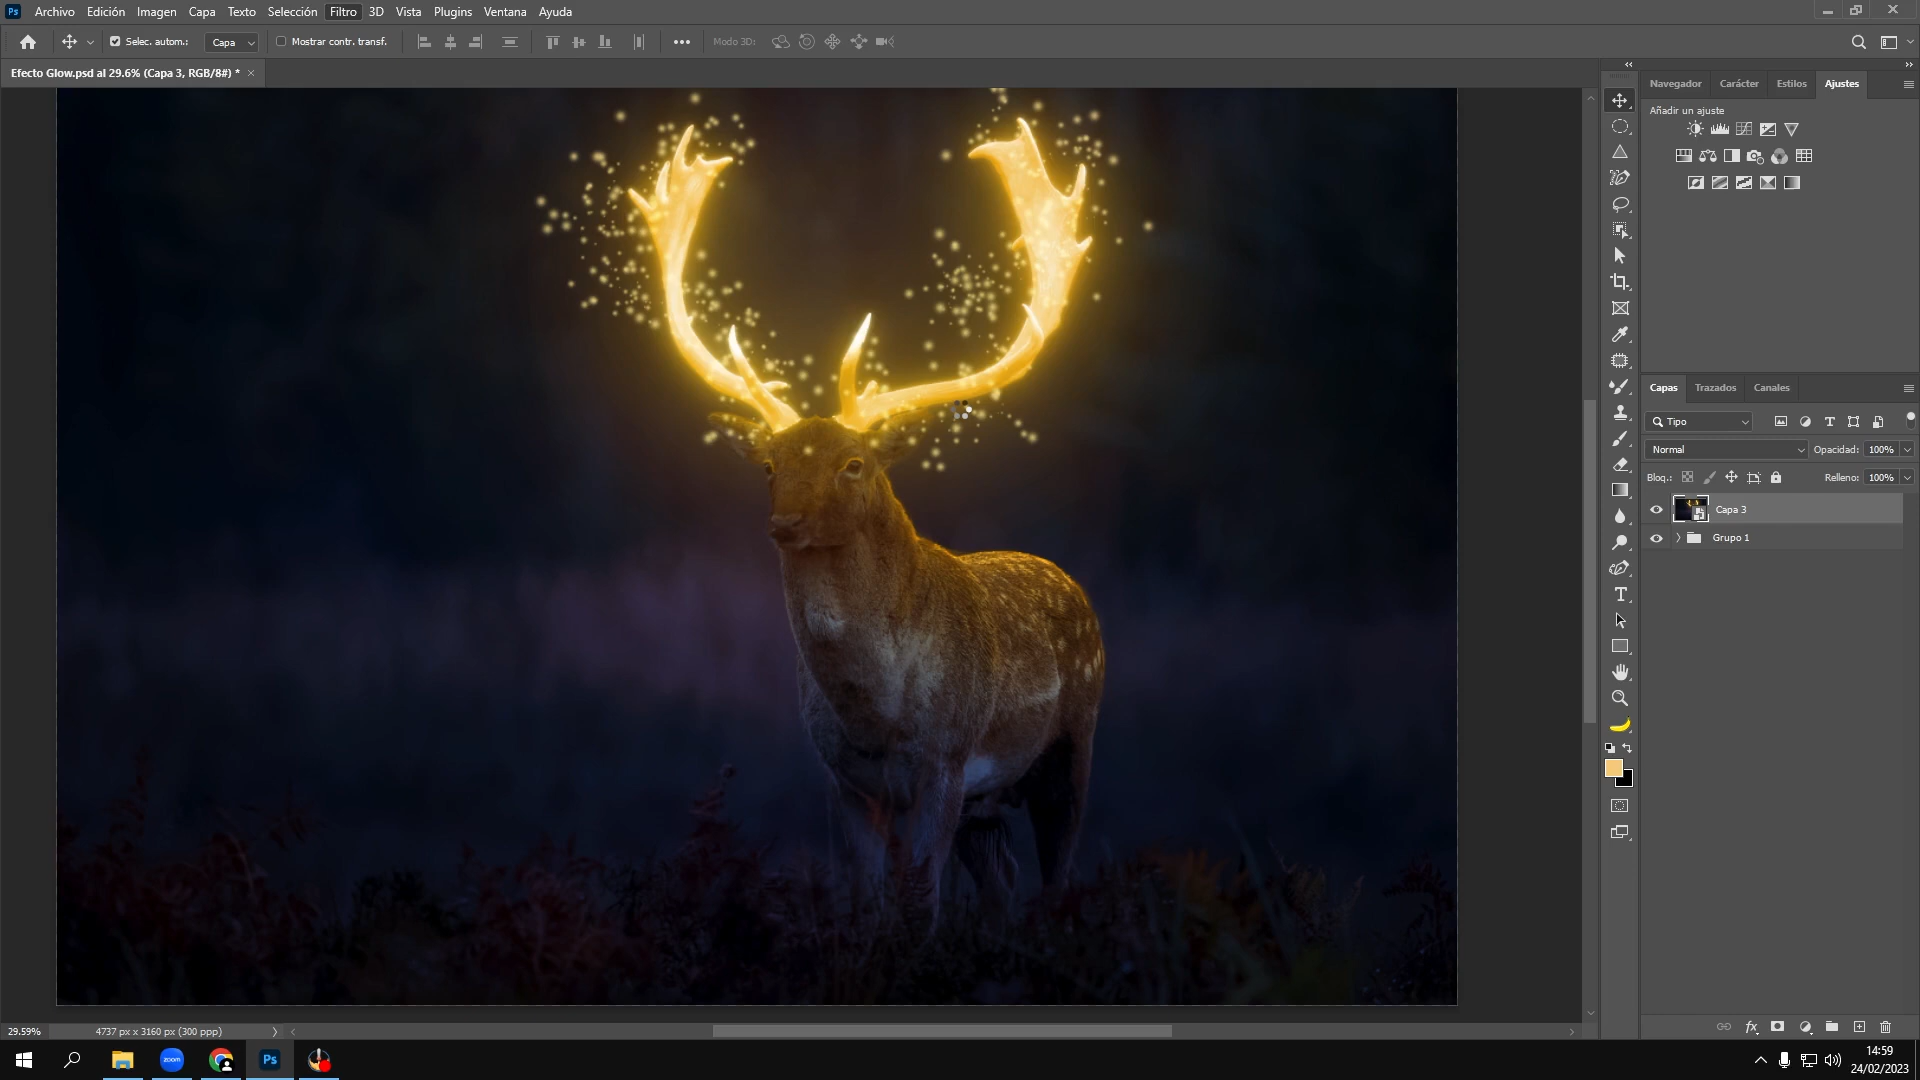 Ps Archivo Edición Imagen Capa Texto Selección Filtro 3D Vista Plugins Ventana Ayuda
Selec. autom.: Capa Mostrar contr. transf. Modo 3D:
Efecto Glow.psd al 29.6% (Capa 3, RGB/8#) * ×
Navegador Carácter Estilos Ajustes
Añadir un ajuste
Capas Trazados Canales
Tipo
Normal Opacidad: 100%
Bloq.: Relleno: 100%
Capa 3
Grupo 1
29.59% 4737 px x 3160 px (300 ppp)
zoom Ps
14:59
24/02/2023